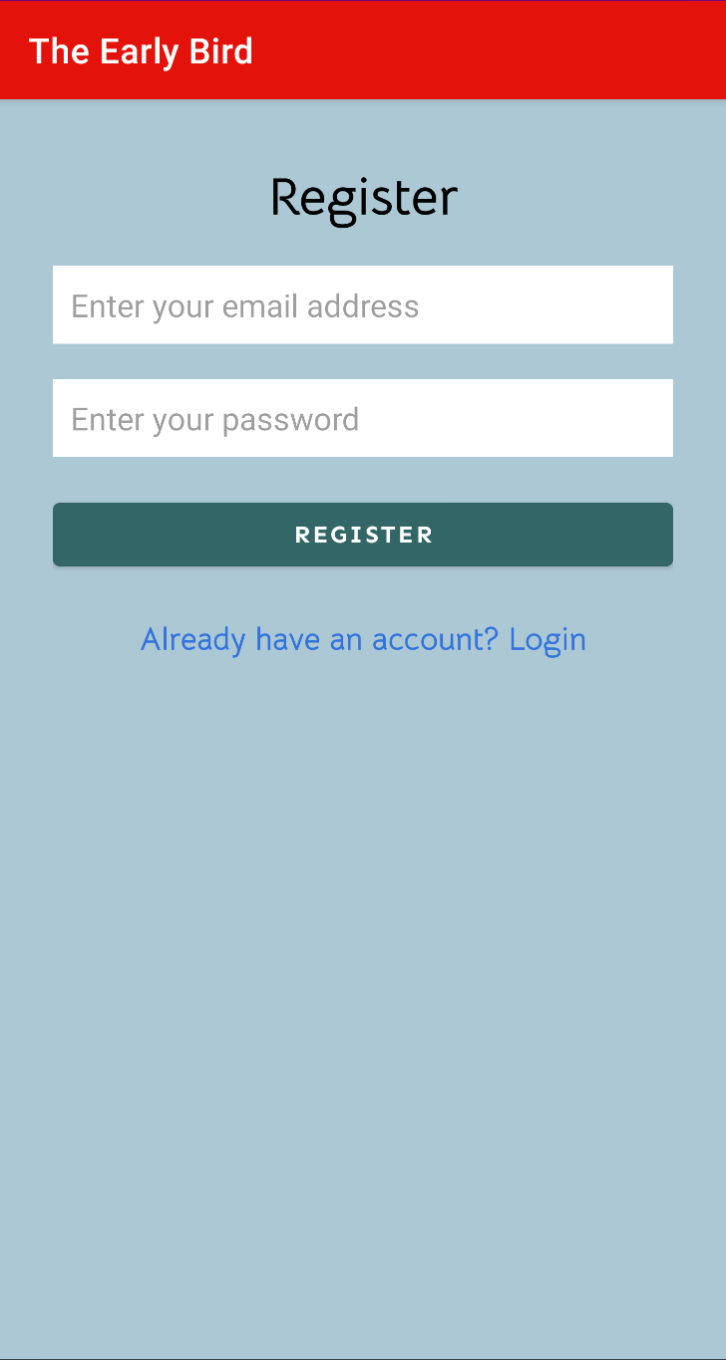 The Early Bird
Register
Enter your email address
Enter your password
REGISTER
Already have an account? Login